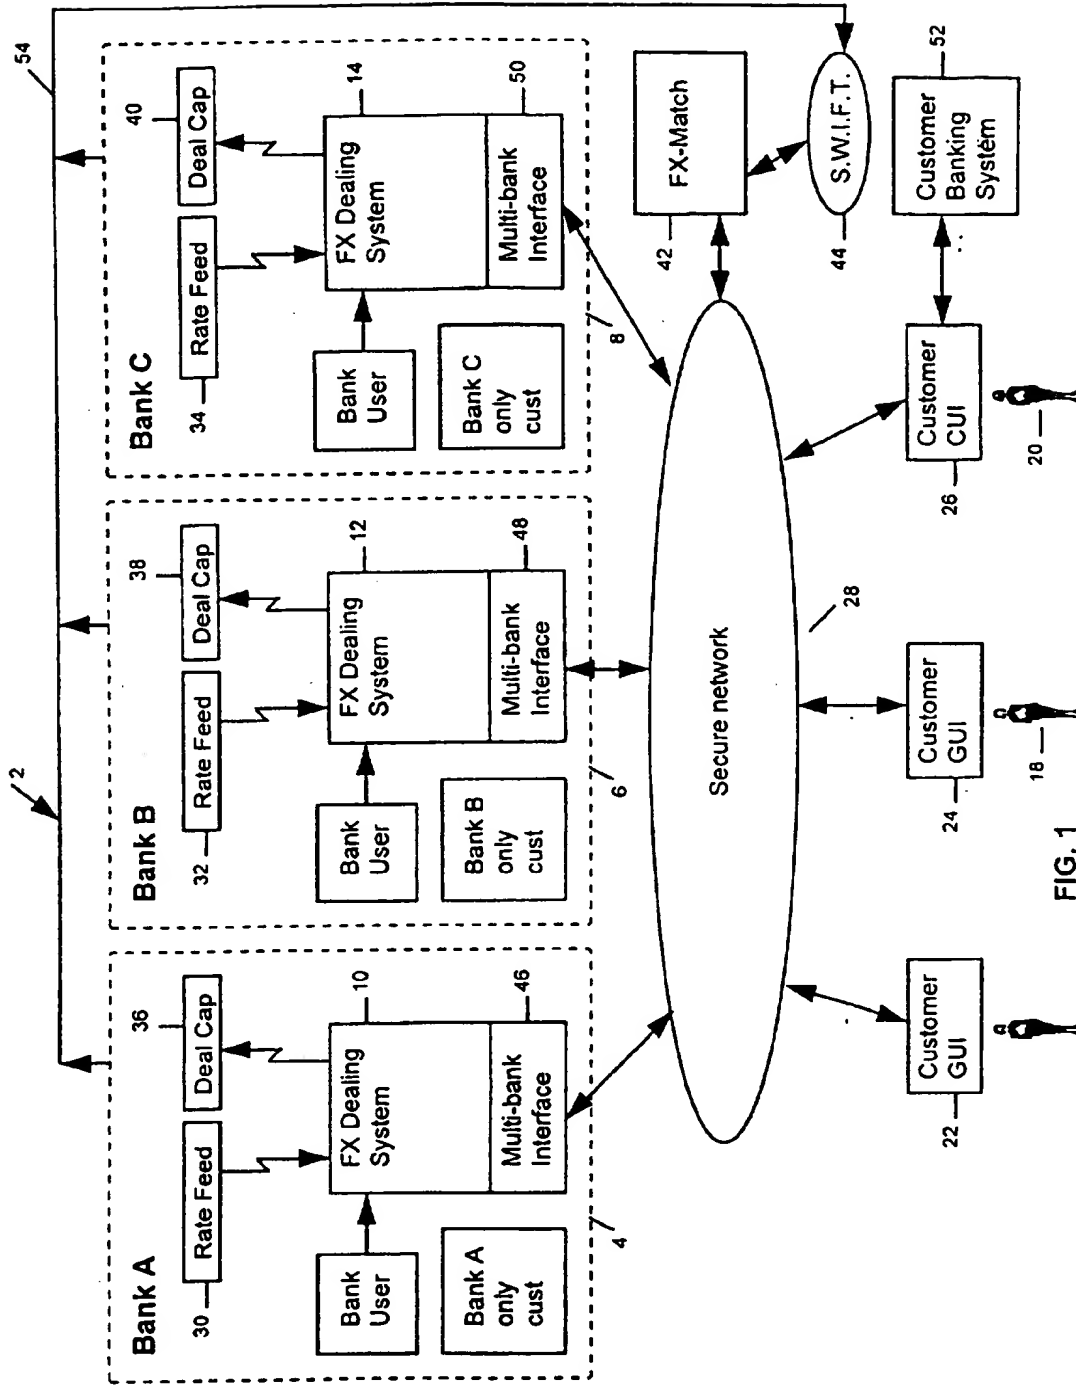 2
54
Bank A
Bank B
Bank C
36
38
40
Rate Feed
Deal Cap
Rate Feed
Deal Cap
Rate Feed
Deal Cap
30
32
34
10
12
14
Bank
User
FX Dealing
System
Bank
User
FX Dealing
System
Bank
User
FX Dealing
System
46
48
50
Bank A
only
cust
Multi-bank
Interface
Bank B
only
cust
Multi-bank
Interface
Bank C
only
cust
Multi-bank
Interface
4
6
8
Secure network
28
42
FX-Match
44
S.W.I.F.T.
52
Customer
Banking
System
Customer
GUI
Customer
GUI
Customer
CUI
22
24
26
18
20
FIG. 1